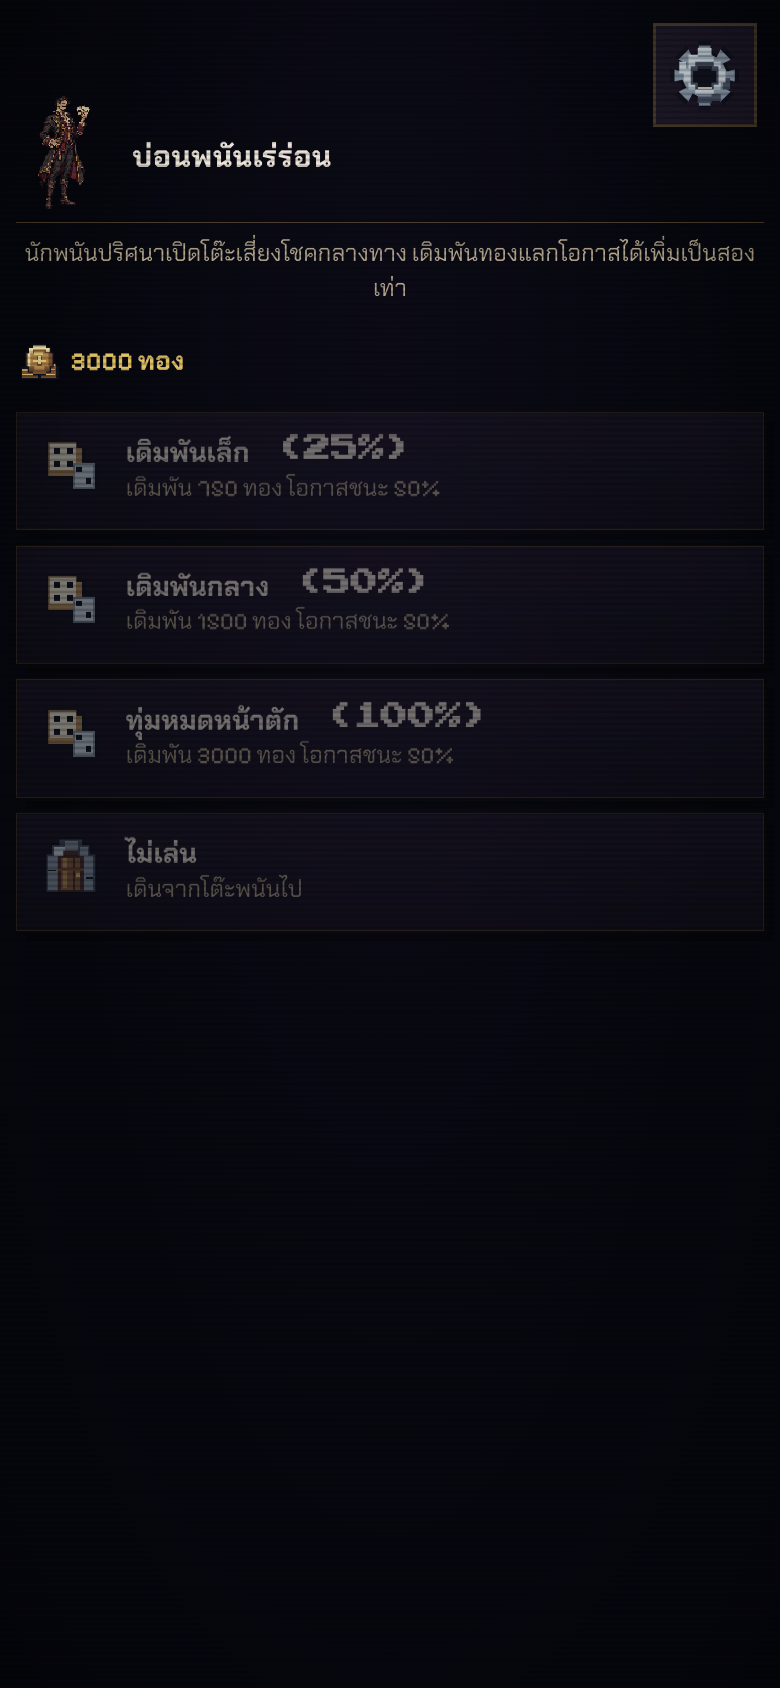 บ่อนพนันเร่ร่อน
นักพนันปริศนาเปิดโต๊ะเสี่ยงโชคกลางทาง เดิมพันทองแลกโอกาสได้เพิ่มเป็นสอง
เท่า
3000 ทอง
เดิมพันเล็ก (25%)
เดิมพัน 750 ทอง โอกาสชนะ 50%
เดิมพันกลาง (50%)
เดิมพัน 1500 ทอง โอกาสชนะ 50%
ทุ่มหมดหน้าตัก (100%)
เดิมพัน 3000 ทอง โอกาสชนะ 50%
ไม่เล่น
เดินจากโต๊ะพนันไป